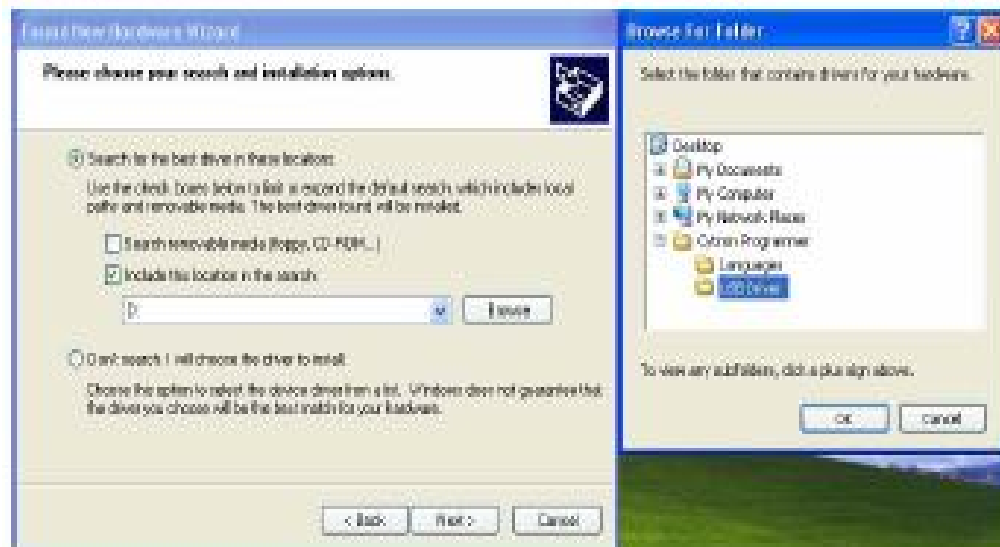 Found New Hardware Wizard
Please choose your search and installation options.
Search for the best driver in these locations.
Use the check boxes below to limit or expand the default search, which includes local
paths and removable media. The best driver found will be installed.
Search removable media (floppy, CD-ROM...)
Include this location in the search:
Browse
Don't search. I will choose the driver to install.
Choose this option to select the device driver from a list. Windows does not guarantee that
the driver you choose will be the best match for your hardware.
< Back
Next >
Cancel
Browse For Folder
Select the folder that contains drivers for your hardware.
Desktop
My Documents
My Computer
My Network Places
Cytron Programmer
Languages
USB Driver
To view any subfolders, click a plus sign above.
OK
Cancel